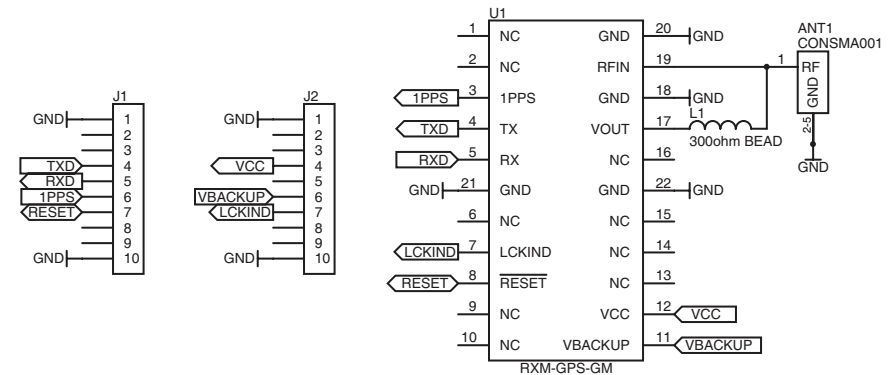 J1
GND 1
2
3
TXD 4
RXD 5
1PPS 6
RESET 7
8
9
GND 10
J2
GND 1
2
3
VCC 4
5
VBACKUP 6
LCKIND 7
8
9
GND 10
U1
1 NC GND 20 GND
2 NC RFIN 19
1PPS 3 1PPS GND 18 GND
TXD 4 TX VOUT 17
RXD 5 RX NC 16
GND 21 GND GND 22 GND
6 NC NC 15
LCKIND 7 LCKIND NC 14
RESET 8 RESET NC 13
9 NC VCC 12 VCC
10 NC VBACKUP 11 VBACKUP
RXM-GPS-GM
L1
300ohm BEAD
ANT1
CONSMA001
1 RF
GND
2-5
GND